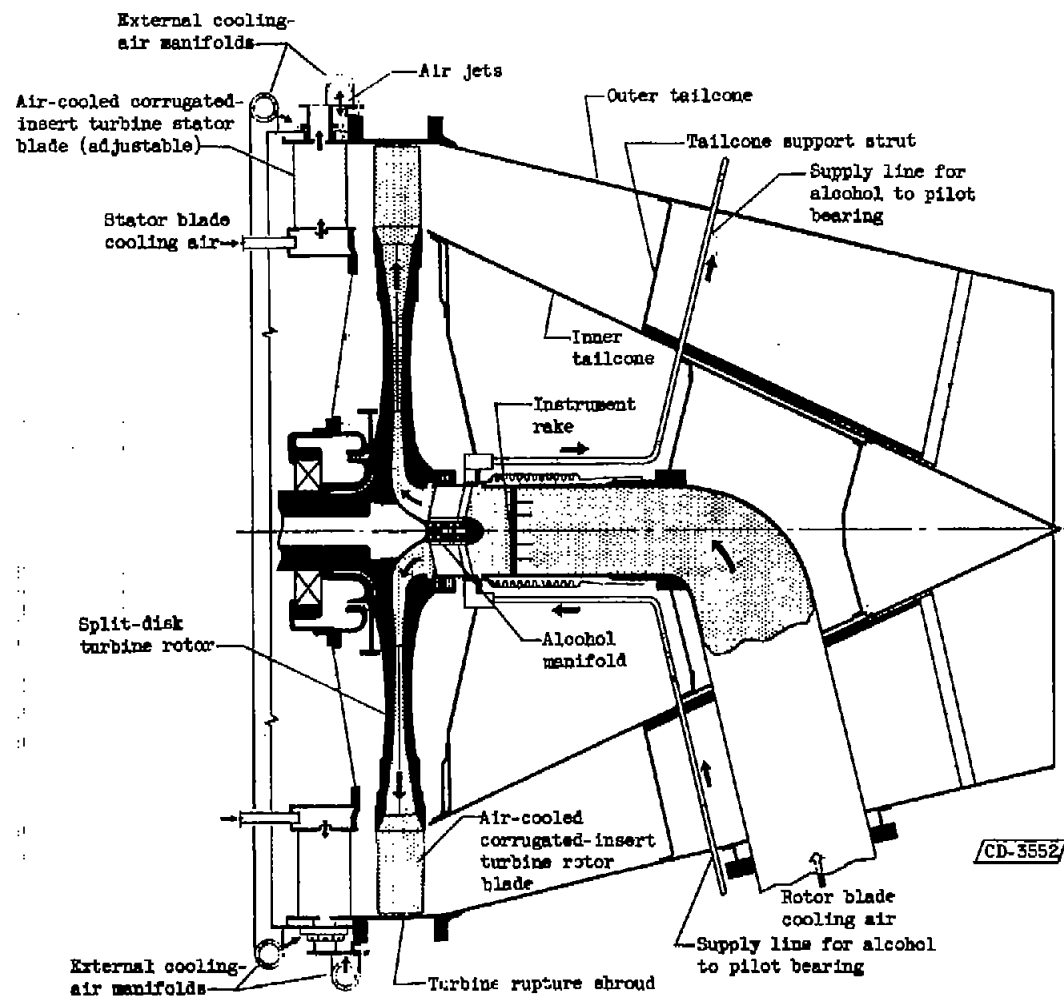 External cooling-
air manifolds
Air jets
Air-cooled corrugated-
insert turbine stator
blade (adjustable)
Outer tailcone
Tailcone support strut
Supply line for
alcohol to pilot
bearing
Stator blade
cooling air
Inner
tailcone
Instrument
rake
Split-disk
turbine rotor
Alcohol
manifold
Air-cooled
corrugated-insert
turbine rotor
blade
CD-3552
Rotor blade
cooling air
Supply line for alcohol
to pilot bearing
External cooling-
air manifolds
Turbine rupture shroud